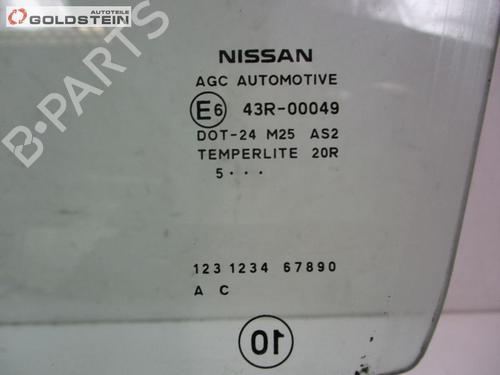 AUTOTEILE
GOLDSTEIN
B-PARTS
NISSAN
AGC AUTOMOTIVE
E6 43R-00049
DOT-24 M25 AS2
TEMPERLITE 20R
5···
123 1234 67890
A C
10